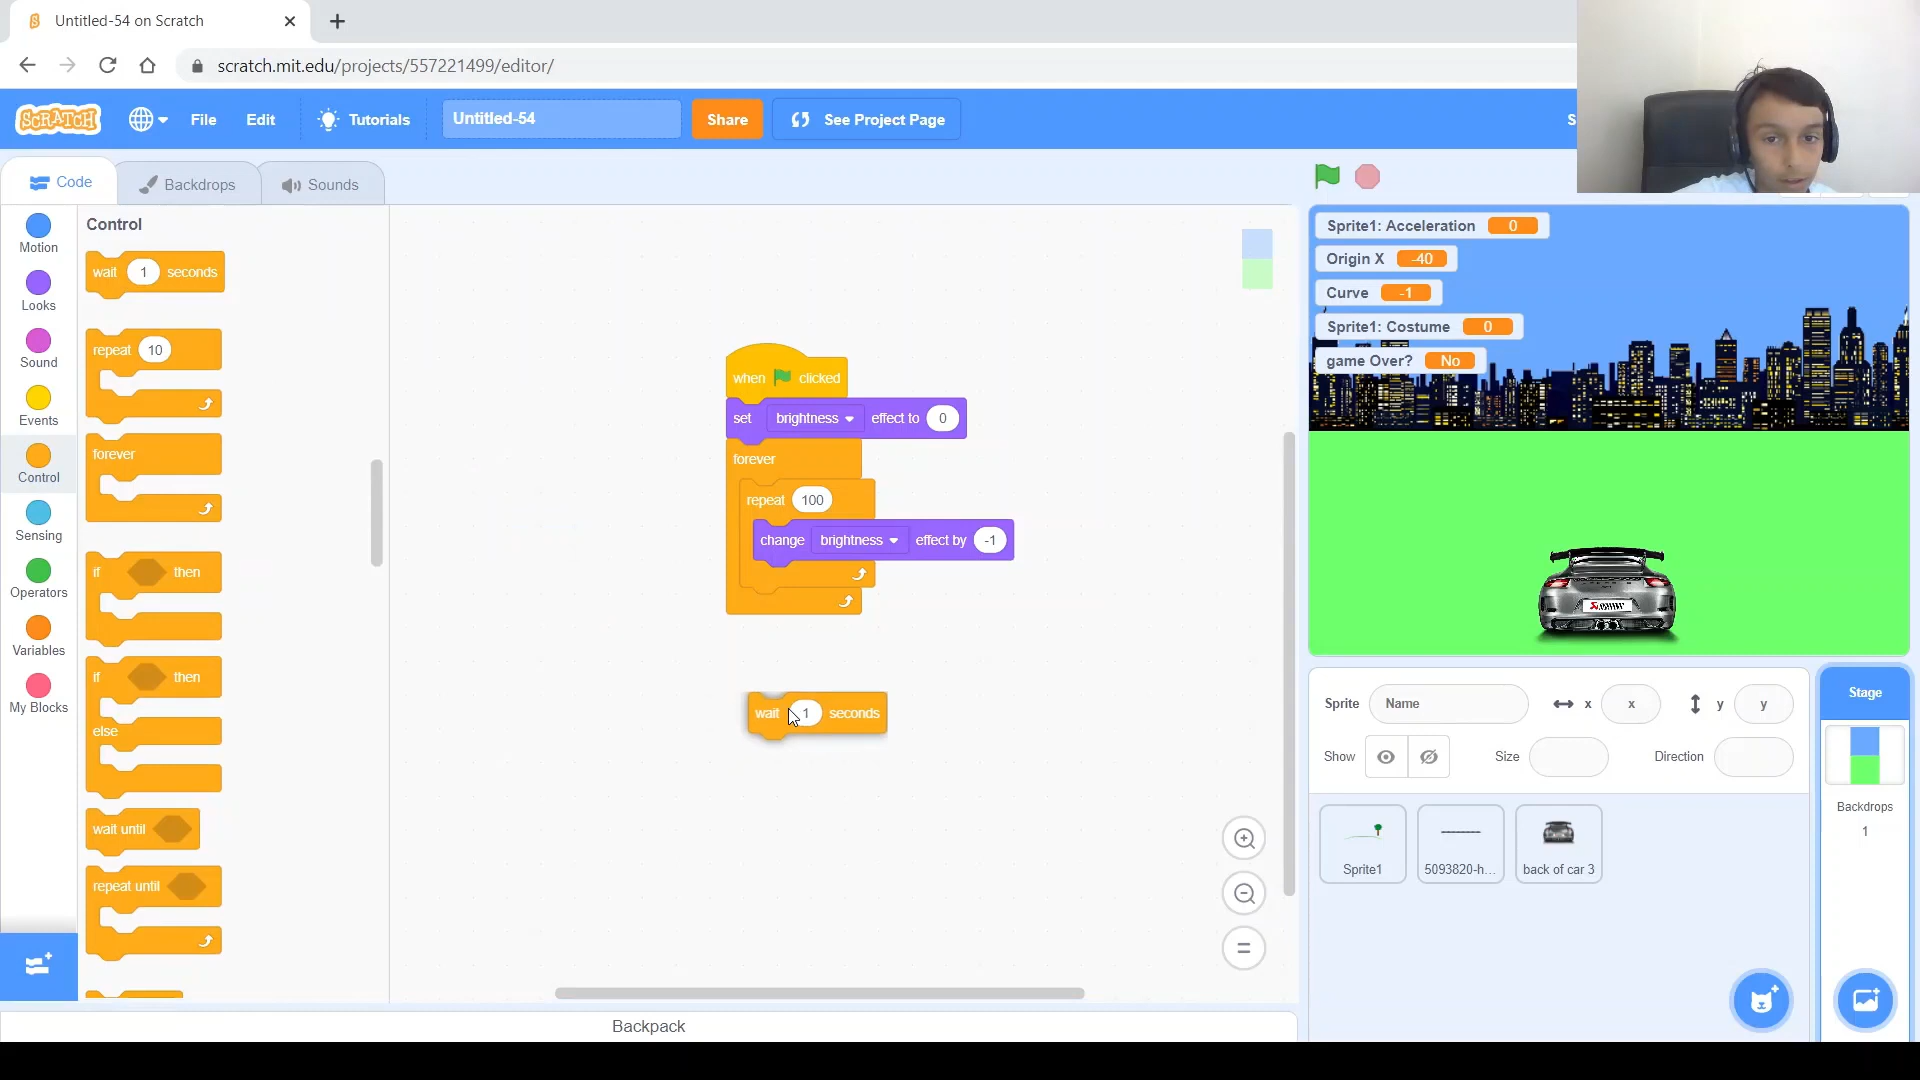 Untitled-54 on Scratch
scratch.mit.edu/projects/557221499/editor/
SCRATCH File Edit Tutorials Untitled-54 Share See Project Page S
Code Backdrops Sounds
Motion
Looks
Sound
Events
Control
Sensing
Operators
Variables
My Blocks
Control
wait 1 seconds
repeat 10
forever
if then
if then
else
wait until
repeat until
when clicked
set brightness effect to 0
forever
repeat 100
change brightness effect by -1
wait 1 seconds
Backpack
Sprite1: Acceleration 0
Origin X -40
Curve -1
Sprite1: Costume 0
game Over? No
Sprite Name x x y y
Show Size Direction
Sprite1
5093820-h...
back of car 3
Stage
Backdrops
1